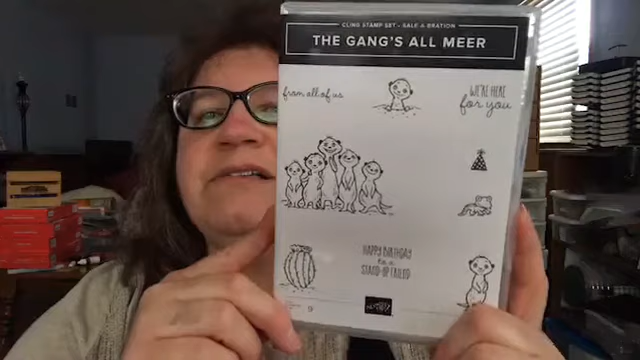 CLING STAMP SET • SALE-A-BRATION
THE GANG'S ALL MEER
from all of us
WE'RE HERE
for you
HAPPY BIRTHDAY
to a
STAND-UP FRIEND